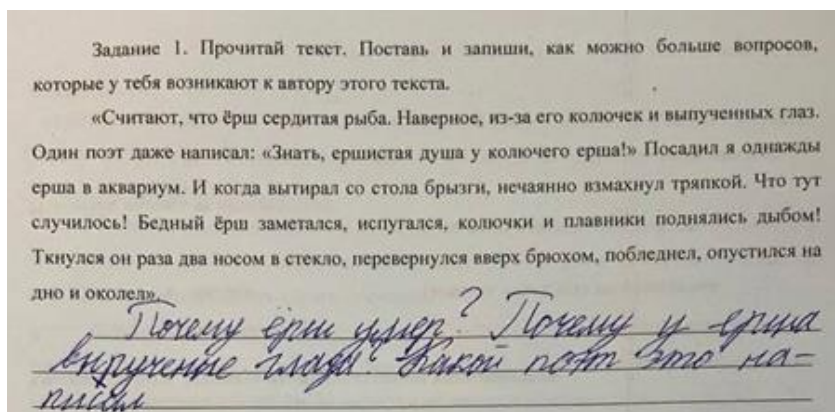 Задание 1. Прочитай текст. Поставь и запиши, как можно больше вопросов,
которые у тебя возникают к автору этого текста.
«Считают, что ёрш сердитая рыба. Наверное, из-за его колючек и выпученных глаз.
Один поэт даже написал: «Знать, ершистая душа у колючего ерша!» Посадил я однажды
ерша в аквариум. И когда вытирал со стола брызги, нечаянно взмахнул тряпкой. Что тут
случилось! Бедный ёрш заметался, испугался, колючки и плавники поднялись дыбом!
Ткнулся он раза два носом в стекло, перевернулся вверх брюхом, побледнел, опустился на
дно и околел».
Почему ёрш умер? Почему у ерша
выпученые глаза? Какой поэт это на-
писал